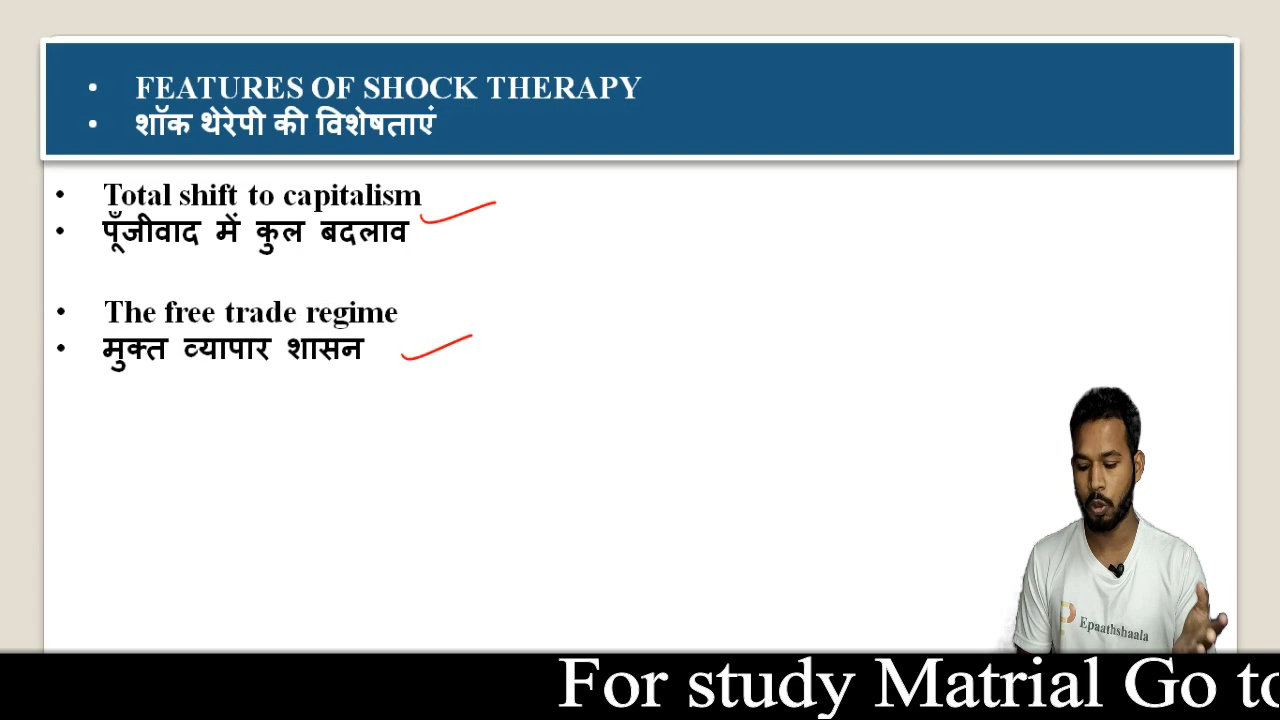 FEATURES OF SHOCK THERAPY
शॉक थेरेपी की विशेषताएं
Total shift to capitalism
पूँजीवाद में कुल बदलाव
The free trade regime
मुक्त व्यापार शासन
Epaathshaala
For study Matrial Go to